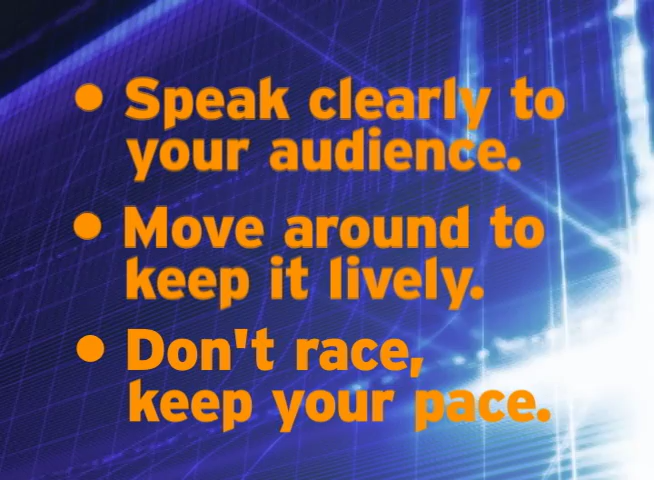 • Speak clearly to
your audience.
• Move around to
keep it lively.
• Don't race,
keep your pace.